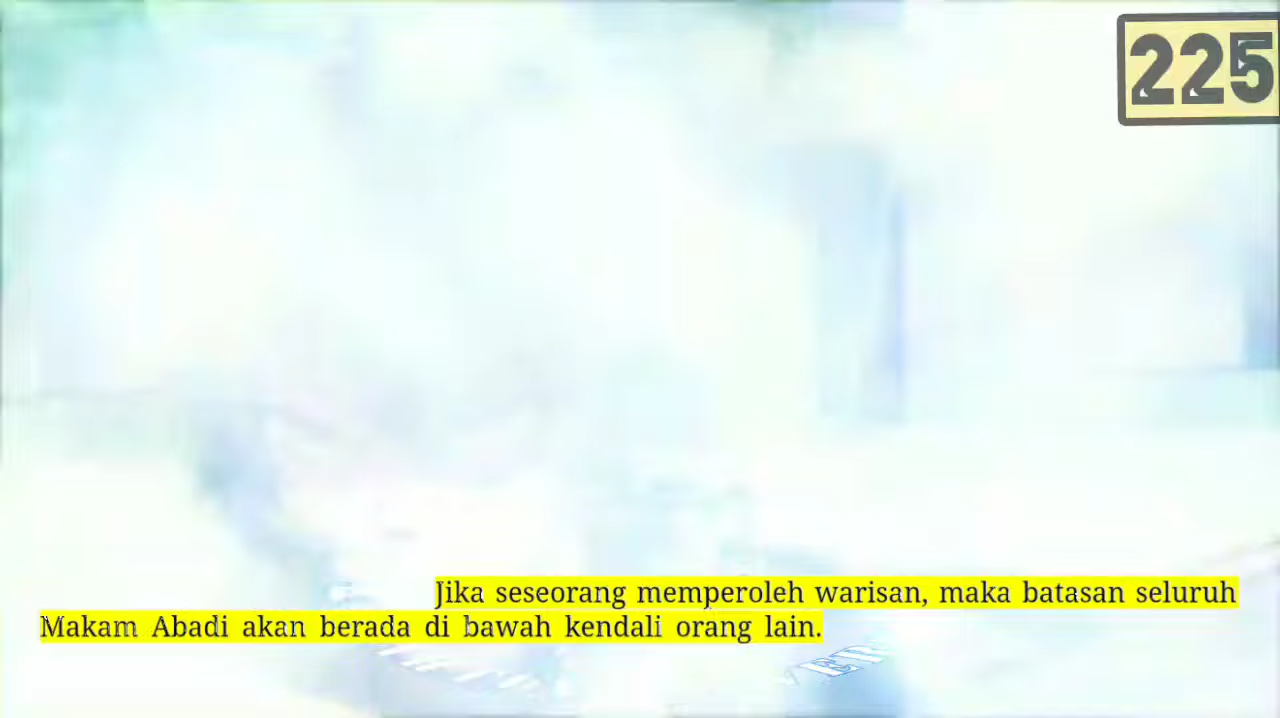 225
Jika seseorang memperoleh warisan, maka batasan seluruh
Makam Abadi akan berada di bawah kendali orang lain.